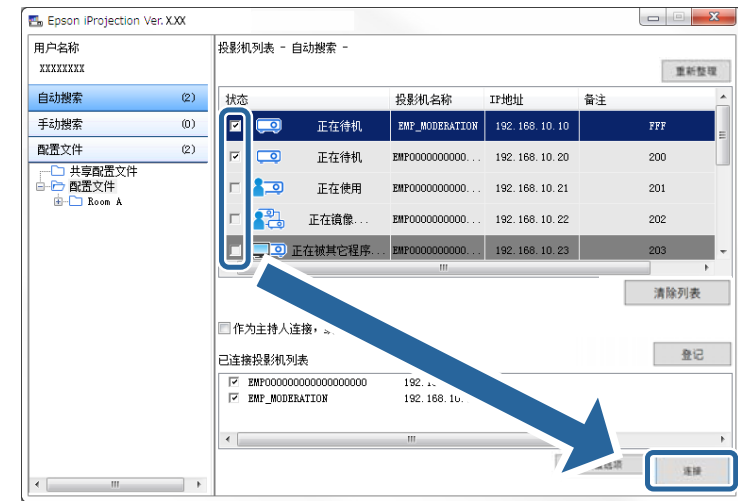 Epson iProjection Ver. X.XX
用户名称
XXXXXXXX
自动搜索 (2)
手动搜索 (0)
配置文件 (2)
共享配置文件
配置文件
Room A
投影机列表 - 自动搜索 -
重新整理
状态 投影机名称 IP地址 备注
正在待机 EMP_MODERATION 192.168.10.10 FFF
正在待机 EMP0000000000... 192.168.10.20 200
正在使用 EMP0000000000... 192.168.10.21 201
正在镜像... EMP0000000000... 192.168.10.22 202
正在被其它程序... EMP0000000000... 192.168.10.23 203
清除列表
作为主持人连接，
登记
已连接投影机列表
EMP000000000000000000 192.
EMP_MODERATION 192.168.10.
选项
连接